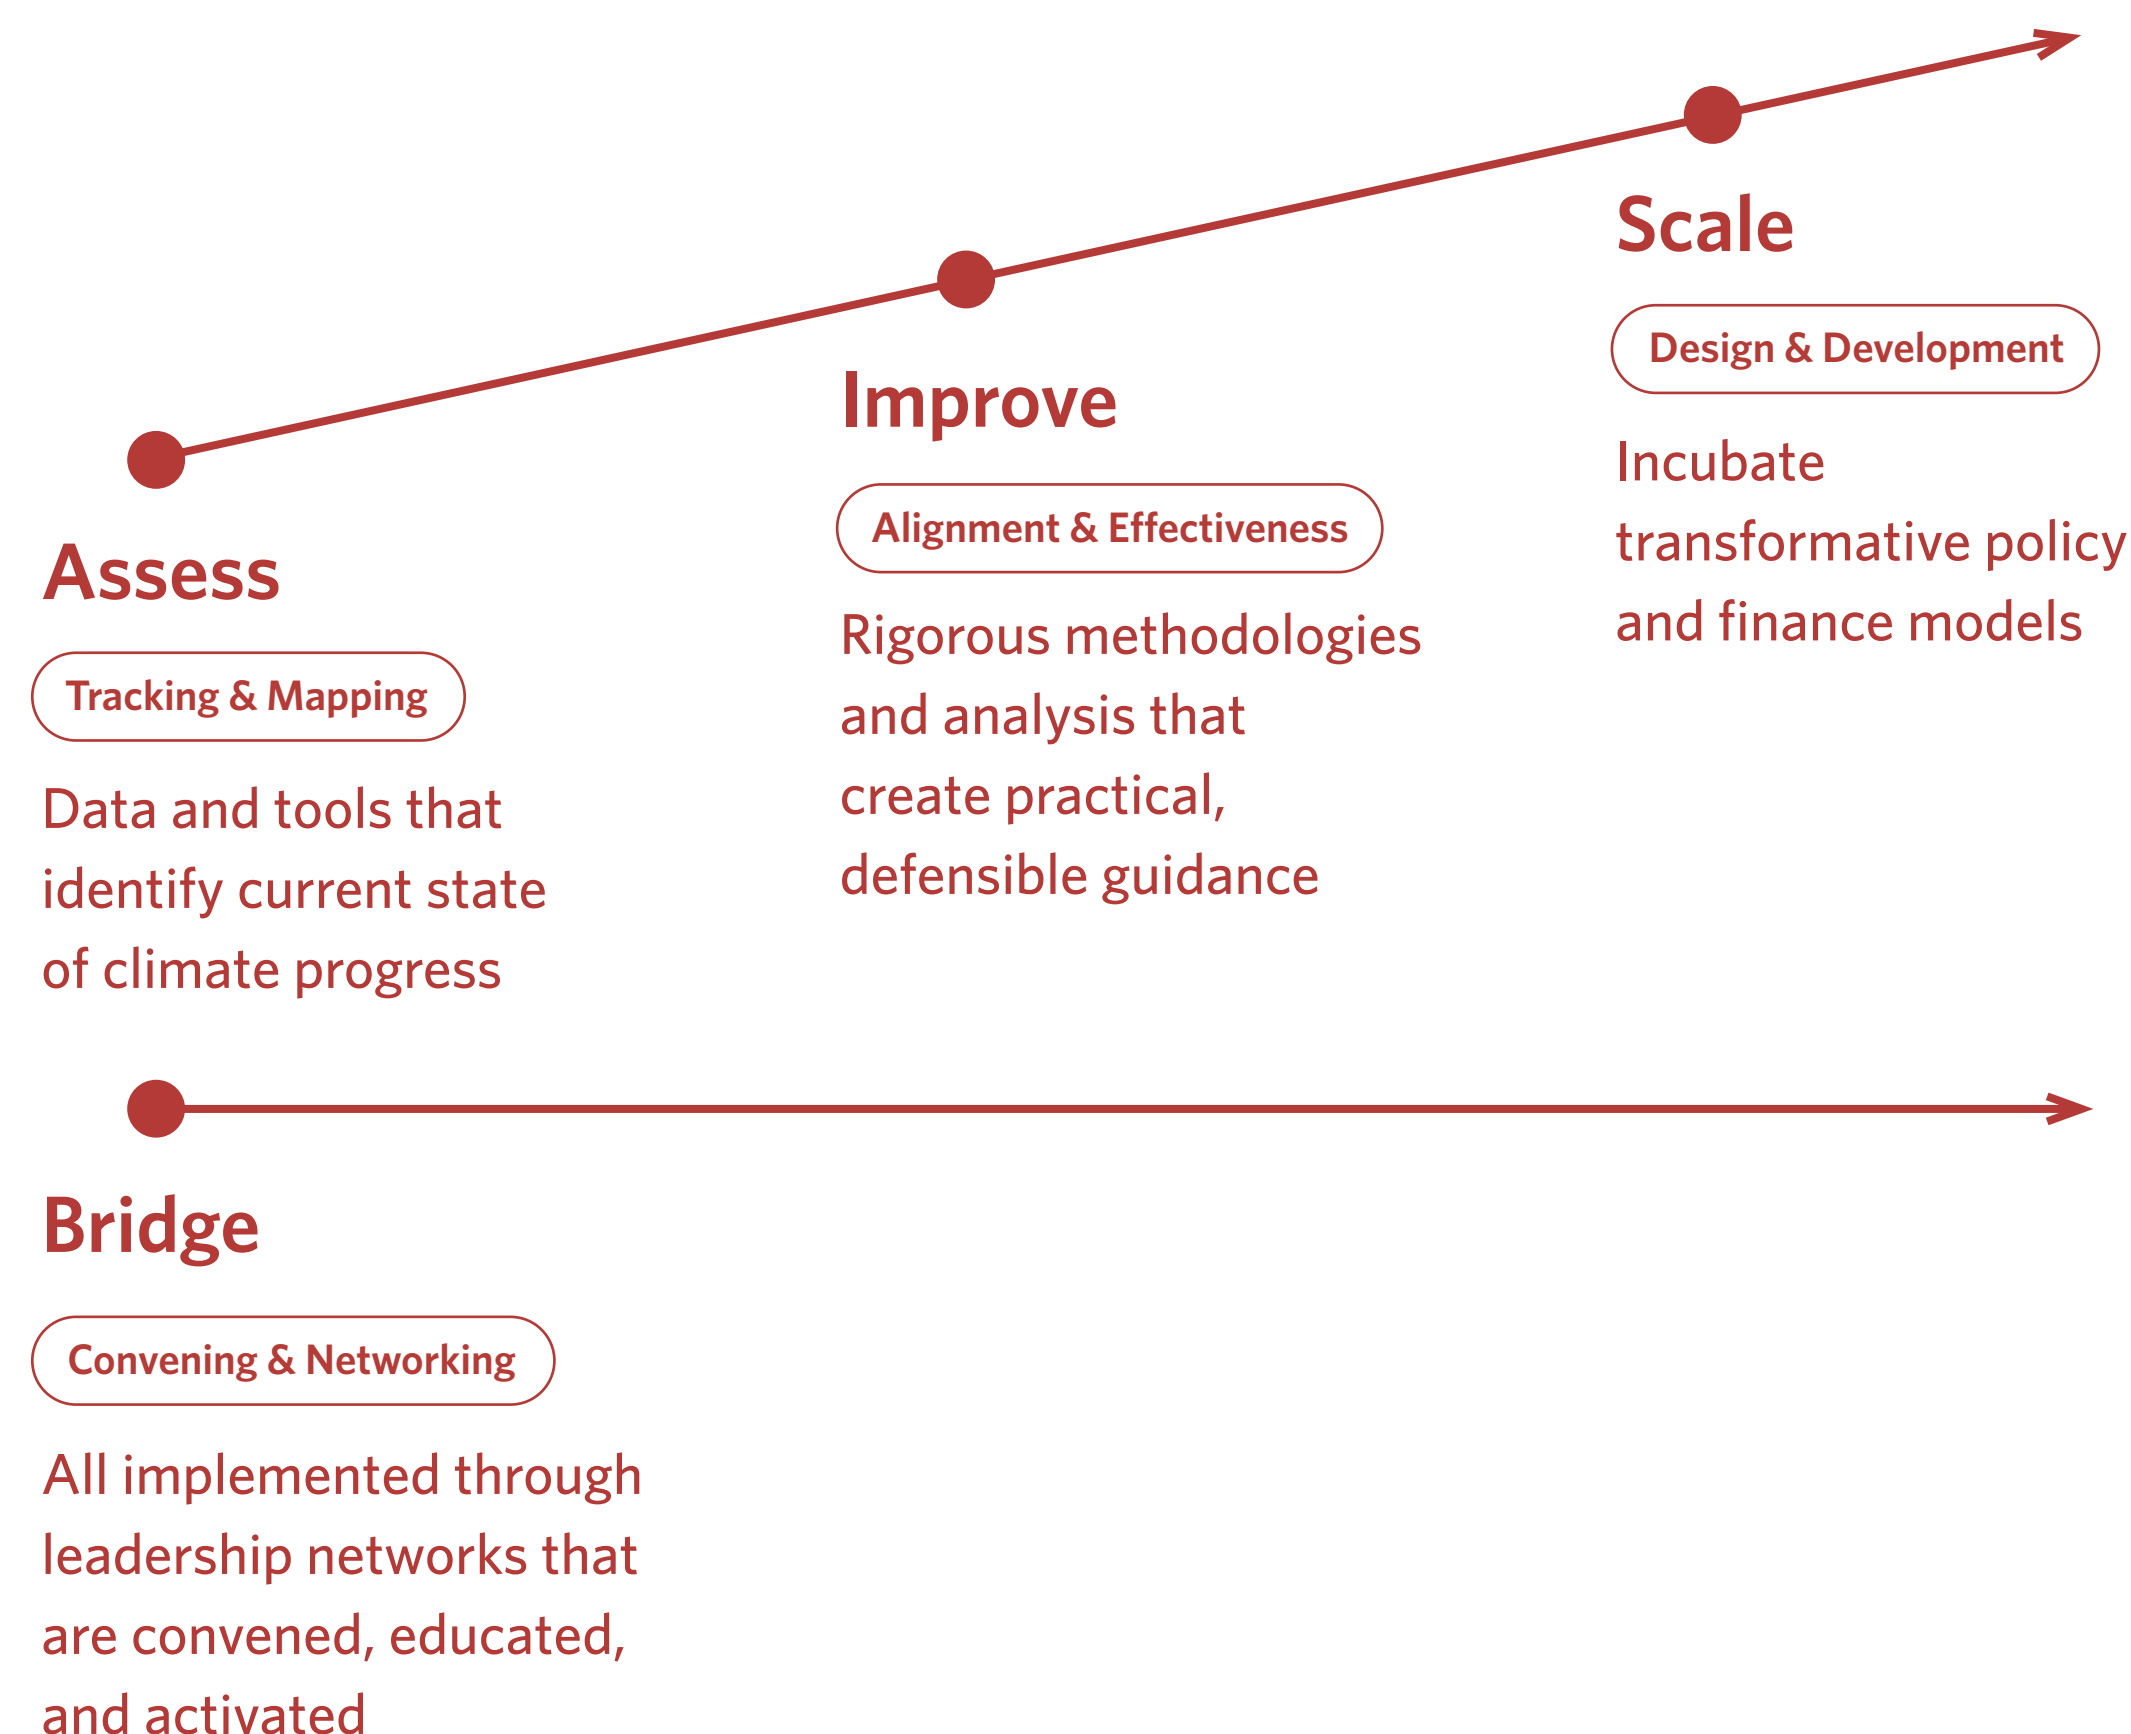 Assess
Tracking & Mapping
Data and tools that
identify current state
of climate progress
Improve
Alignment & Effectiveness
Rigorous methodologies
and analysis that
create practical,
defensible guidance
Scale
Design & Development
Incubate
transformative policy
and finance models
Bridge
Convening & Networking
All implemented through
leadership networks that
are convened, educated,
and activated